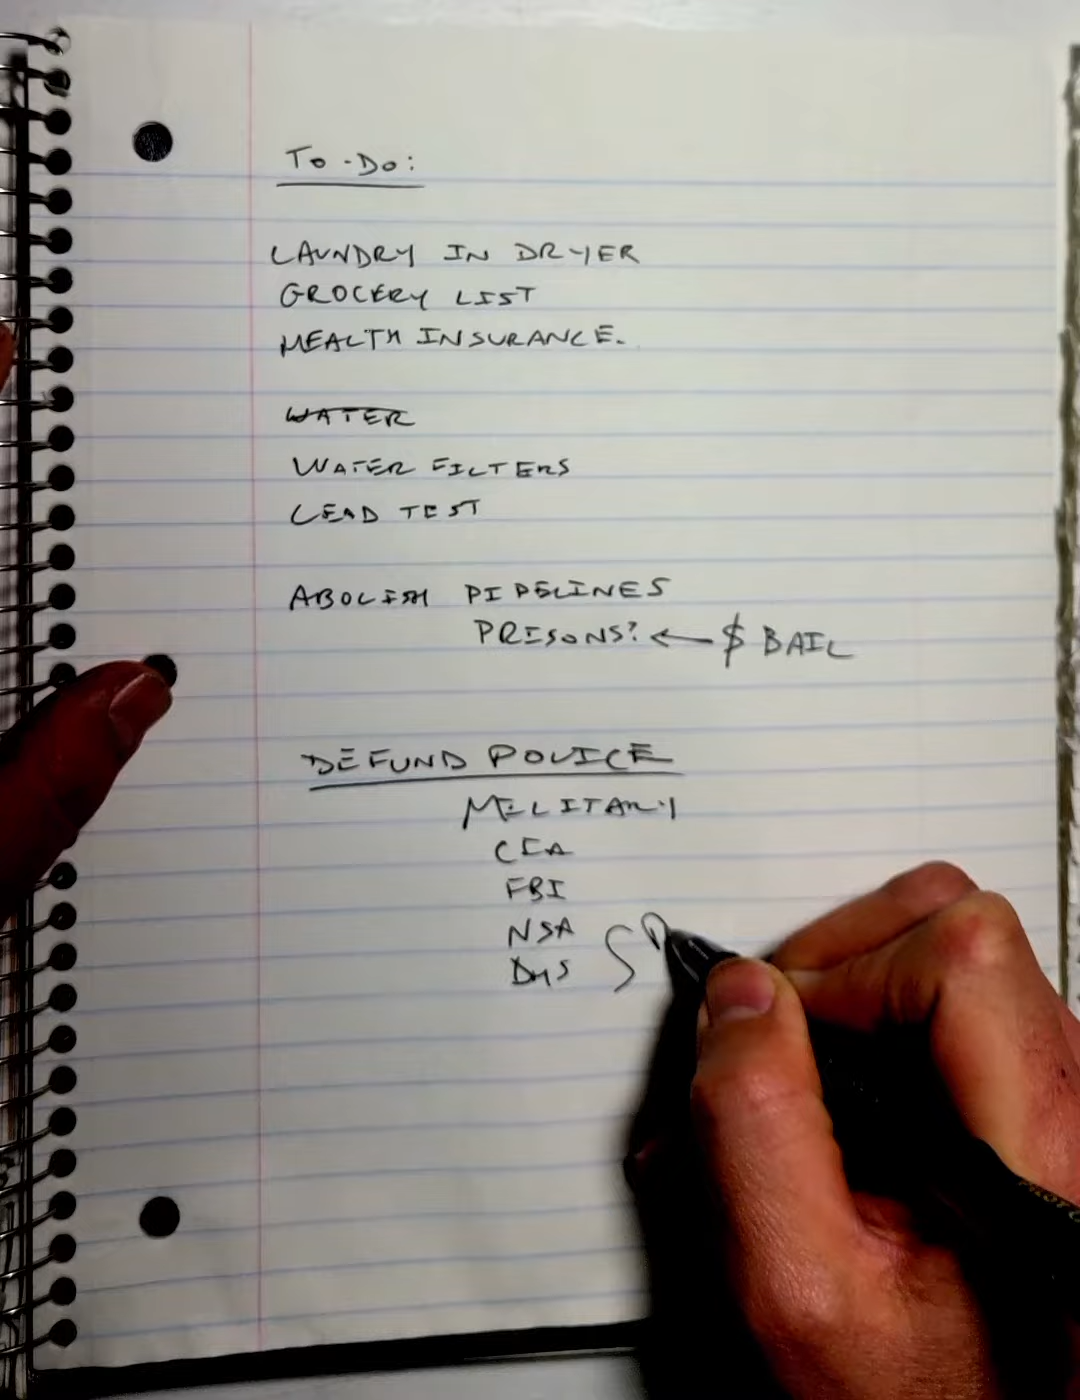 TO-DO:
LAUNDRY IN DRYER
GROCERY LIST
HEALTH INSURANCE.
WATER
WATER FILTERS
LEAD TEST
ABOLISH PIPELINES
PRISONS? ← $ BAIL
DEFUND POLICE
MILITARY
CIA
FBI
NSA
DHS